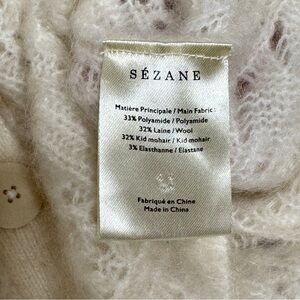 SÉZANE
Matière Principale / Main Fabric :
33% Polyamide / Polyamide
32% Laine / Wool
32% Kid mohair / Kid mohair
3% Elasthanne / Elastane
Fabriqué en Chine
Made in China